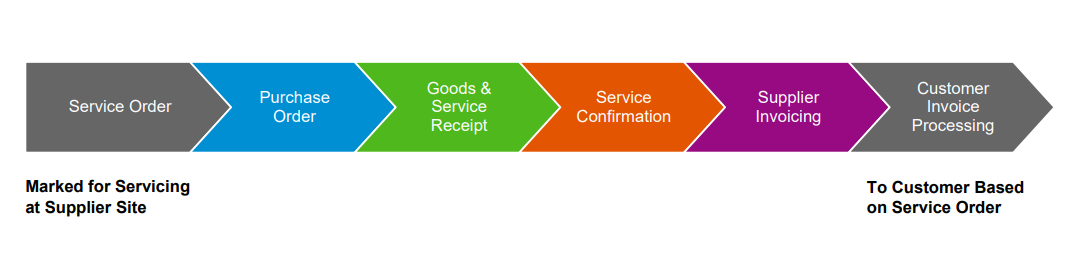 Service Order
Purchase
Order
Goods &
Service
Receipt
Service
Confirmation
Supplier
Invoicing
Customer
Invoice
Processing
Marked for Servicing
at Supplier Site
To Customer Based
on Service Order